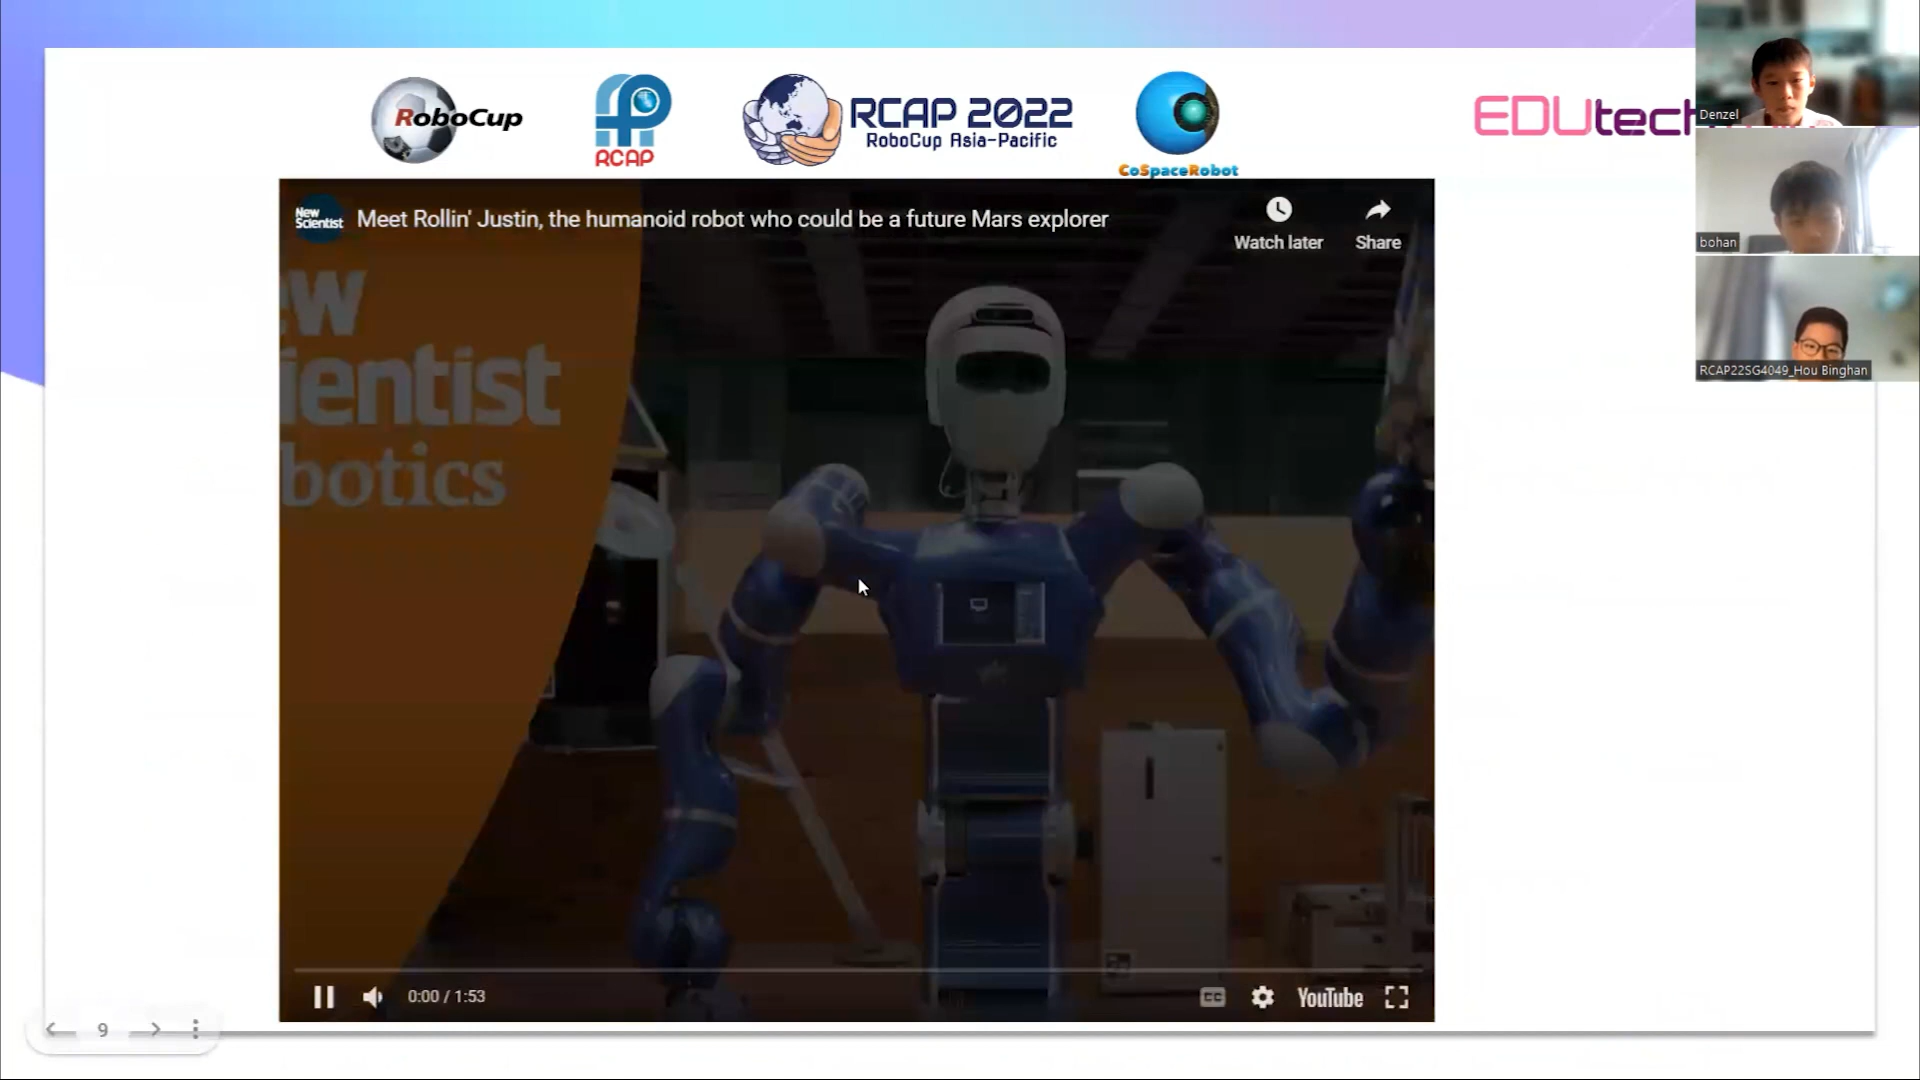 RoboCup
RCAP
RCAP 2022
RoboCup Asia-Pacific
CoSpaceRobot
EDUtech
Denzel
bohan
RCAP22SG4049_Hou Binghan
New
Scientist
Meet Rollin' Justin, the humanoid robot who could be a future Mars explorer
Watch later
Share
ew
ientist
botics
0:00 / 1:53
CC
YouTube
9